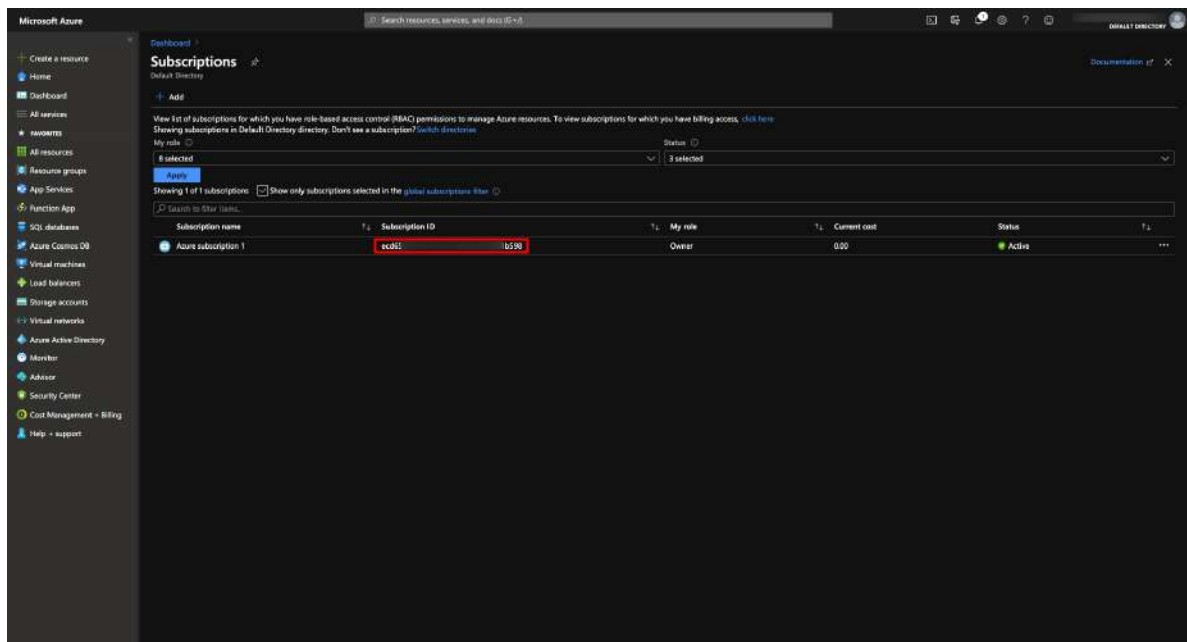 Microsoft Azure
Search resources, services, and docs (G+/)
1
DEFAULT DIRECTORY
Create a resource
Home
Dashboard
All services
FAVORITES
All resources
Resource groups
App Services
Function App
SQL databases
Azure Cosmos DB
Virtual machines
Load balancers
Storage accounts
Virtual networks
Azure Active Directory
Monitor
Advisor
Security Center
Cost Management + Billing
Help + support
Dashboard >
Subscriptions
Default Directory
Documentation
+ Add
View list of subscriptions for which you have role-based access control (RBAC) permissions to manage Azure resources. To view subscriptions for which you have billing access, click here
Showing subscriptions in Default Directory directory. Don't see a subscription? Switch directories
My role
Status
8 selected
3 selected
Apply
Showing 1 of 1 subscriptions Show only subscriptions selected in the global subscriptions filter
Search to filter items...
Subscription name Subscription ID My role Current cost Status
Azure subscription 1 ecd65 1b598 Owner 0.00 Active